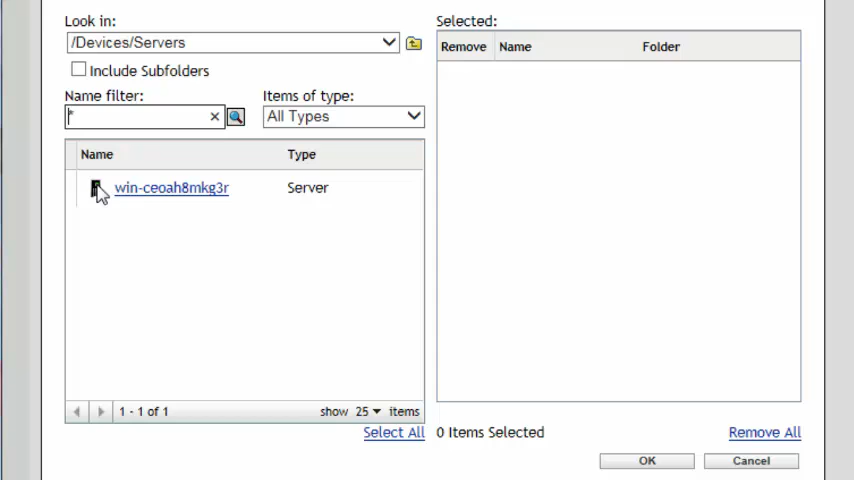 Look in:
Selected:
/Devices/Servers
Remove Name Folder
Include Subfolders
Name filter:
Items of type:
*
All Types
Name Type
win-ceoah8mkg3r Server
1 - 1 of 1
show 25 items
Select All
0 Items Selected
Remove All
OK
Cancel